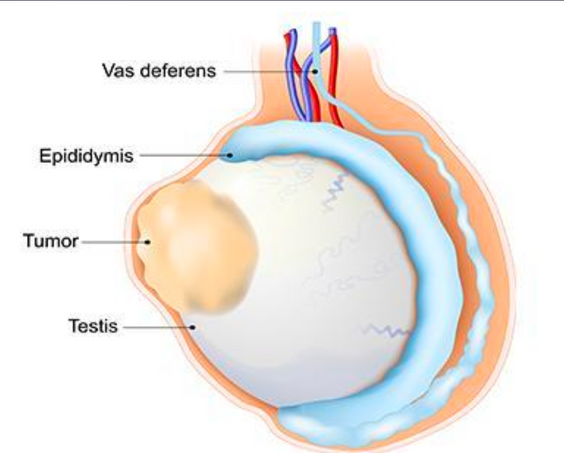 Vas deferens
Epididymis
Tumor
Testis